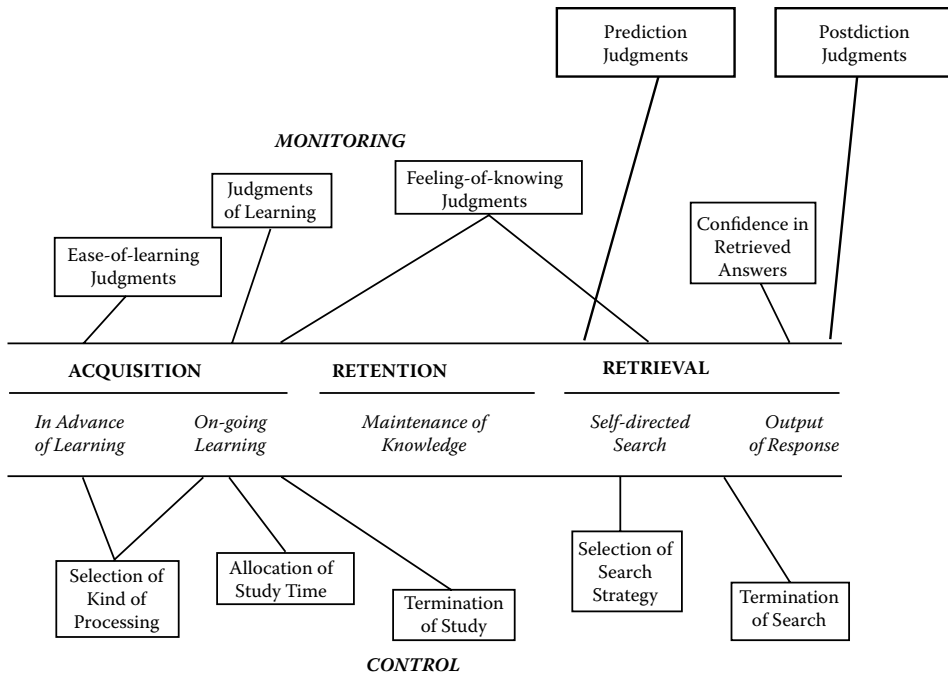 Prediction
Judgments
Postdiction
Judgments
MONITORING
Judgments
of Learning
Feeling-of-knowing
Judgments
Confidence in
Retrieved
Answers
Ease-of-learning
Judgments
ACQUISITION
RETENTION
RETRIEVAL
In Advance
of Learning
On-going
Learning
Maintenance of
Knowledge
Self-directed
Search
Output
of Response
Selection of
Kind of
Processing
Allocation of
Study Time
Termination
of Study
Selection of
Search
Strategy
Termination
of Search
CONTROL